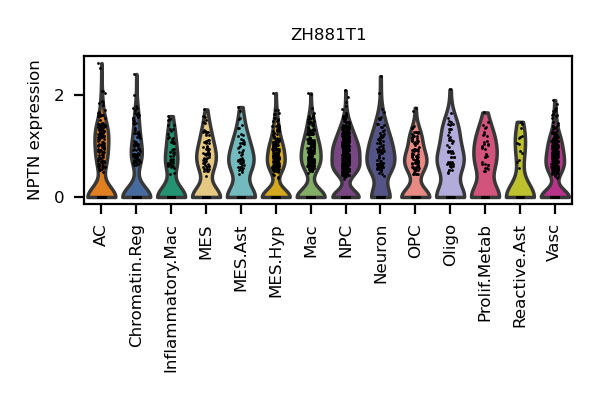 ZH881T1
NPTN expression
2
0
AC
Chromatin.Reg
Inflammatory.Mac
MES
MES.Ast
MES.Hyp
Mac
NPC
Neuron
OPC
Oligo
Prolif.Metab
Reactive.Ast
Vasc